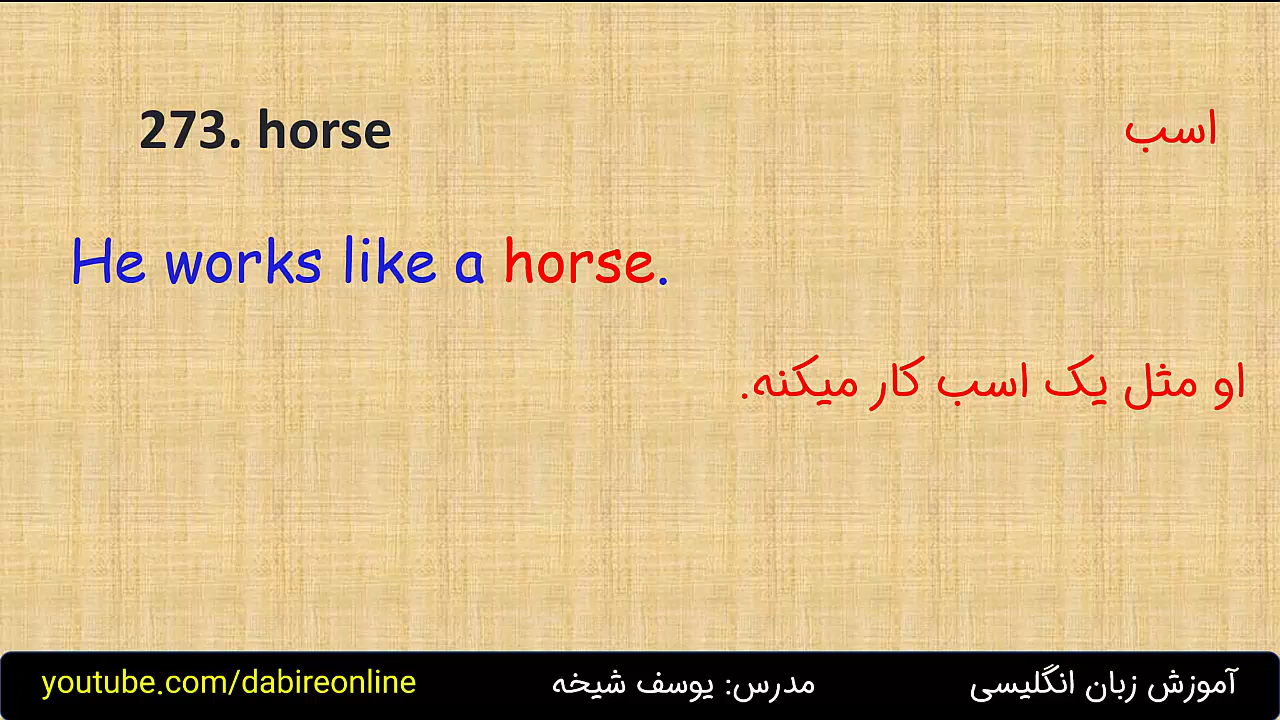 273. horse
اسب
He works like a horse.
او مثل یک اسب کار میکنه.
youtube.com/dabireonline
مدرس: یوسف شیخه
آموزش زبان انگلیسی